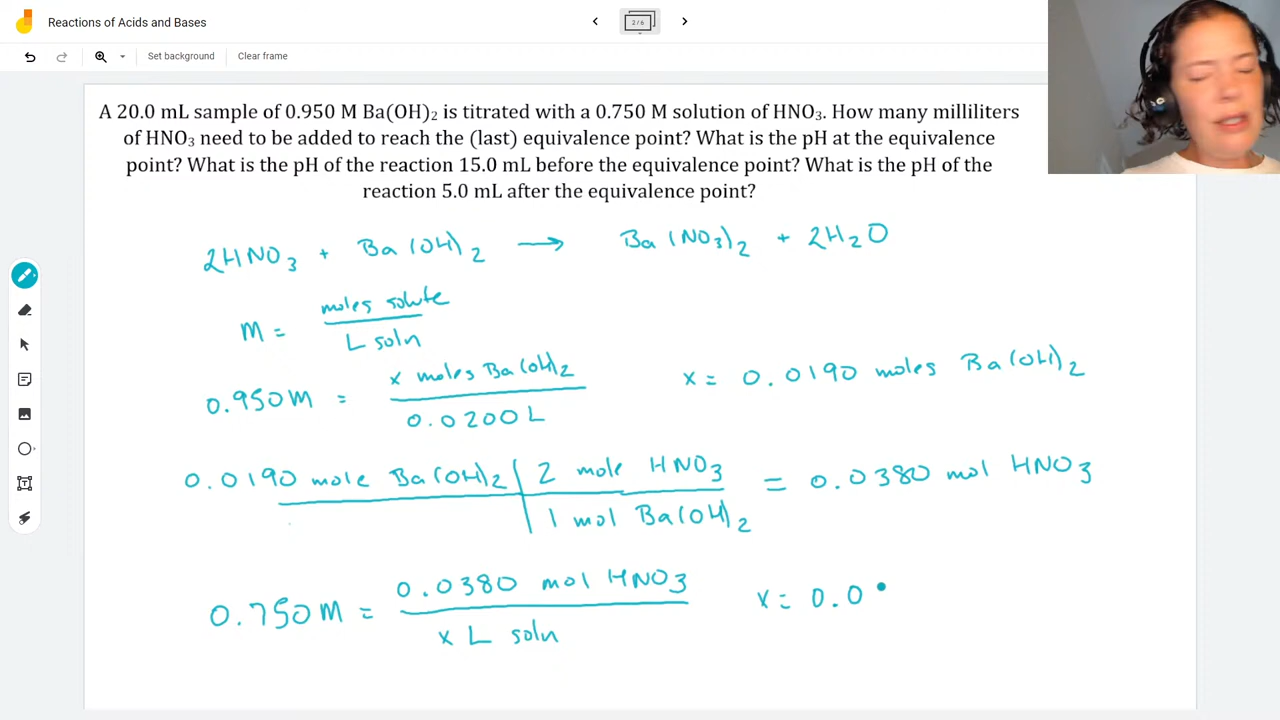 Reactions of Acids and Bases
2/6
Set background
Clear frame
A 20.0 mL sample of 0.950 M Ba(OH)₂ is titrated with a 0.750 M solution of HNO₃. How many milliliters
of HNO₃ need to be added to reach the (last) equivalence point? What is the pH at the equivalence
point? What is the pH of the reaction 15.0 mL before the equivalence point? What is the pH of the
reaction 5.0 mL after the equivalence point?
2HNO₃ + Ba(OH)₂ → Ba(NO₃)₂ + 2H₂O
M = moles solute / L soln
0.950M = x moles Ba(OH)₂ / 0.0200 L x = 0.0190 moles Ba(OH)₂
0.0190 mole Ba(OH)₂ | 2 mole HNO₃ / 1 mol Ba(OH)₂ = 0.0380 mol HNO₃
0.750M = 0.0380 mol HNO₃ / x L soln x = 0.0